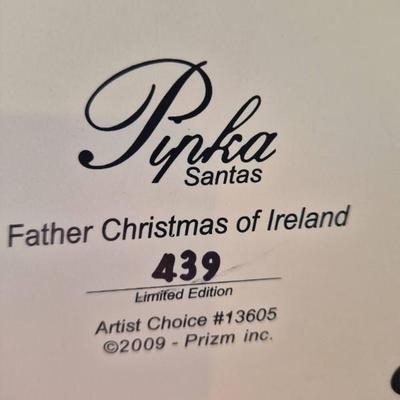 Pipka
Santas
Father Christmas of Ireland
439
Limited Edition
Artist Choice #13605
©2009 - Prizm inc.